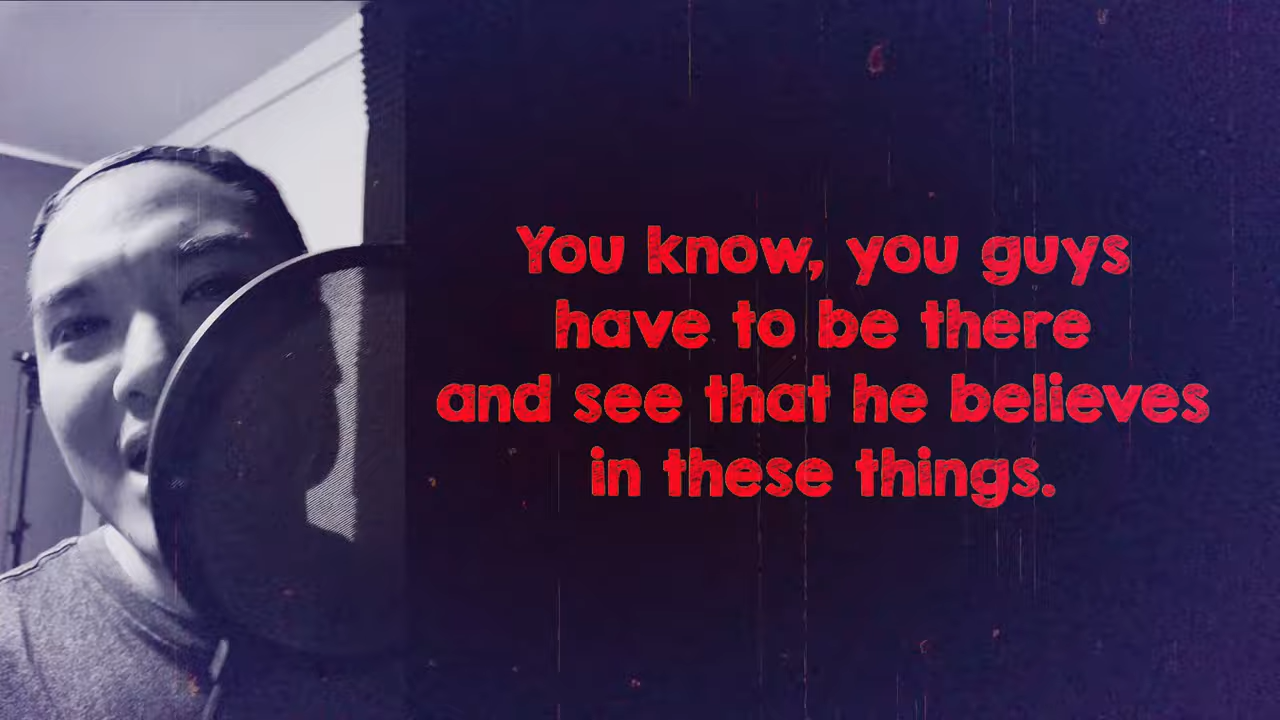 You know, you guys
have to be there
and see that he believes
in these things.